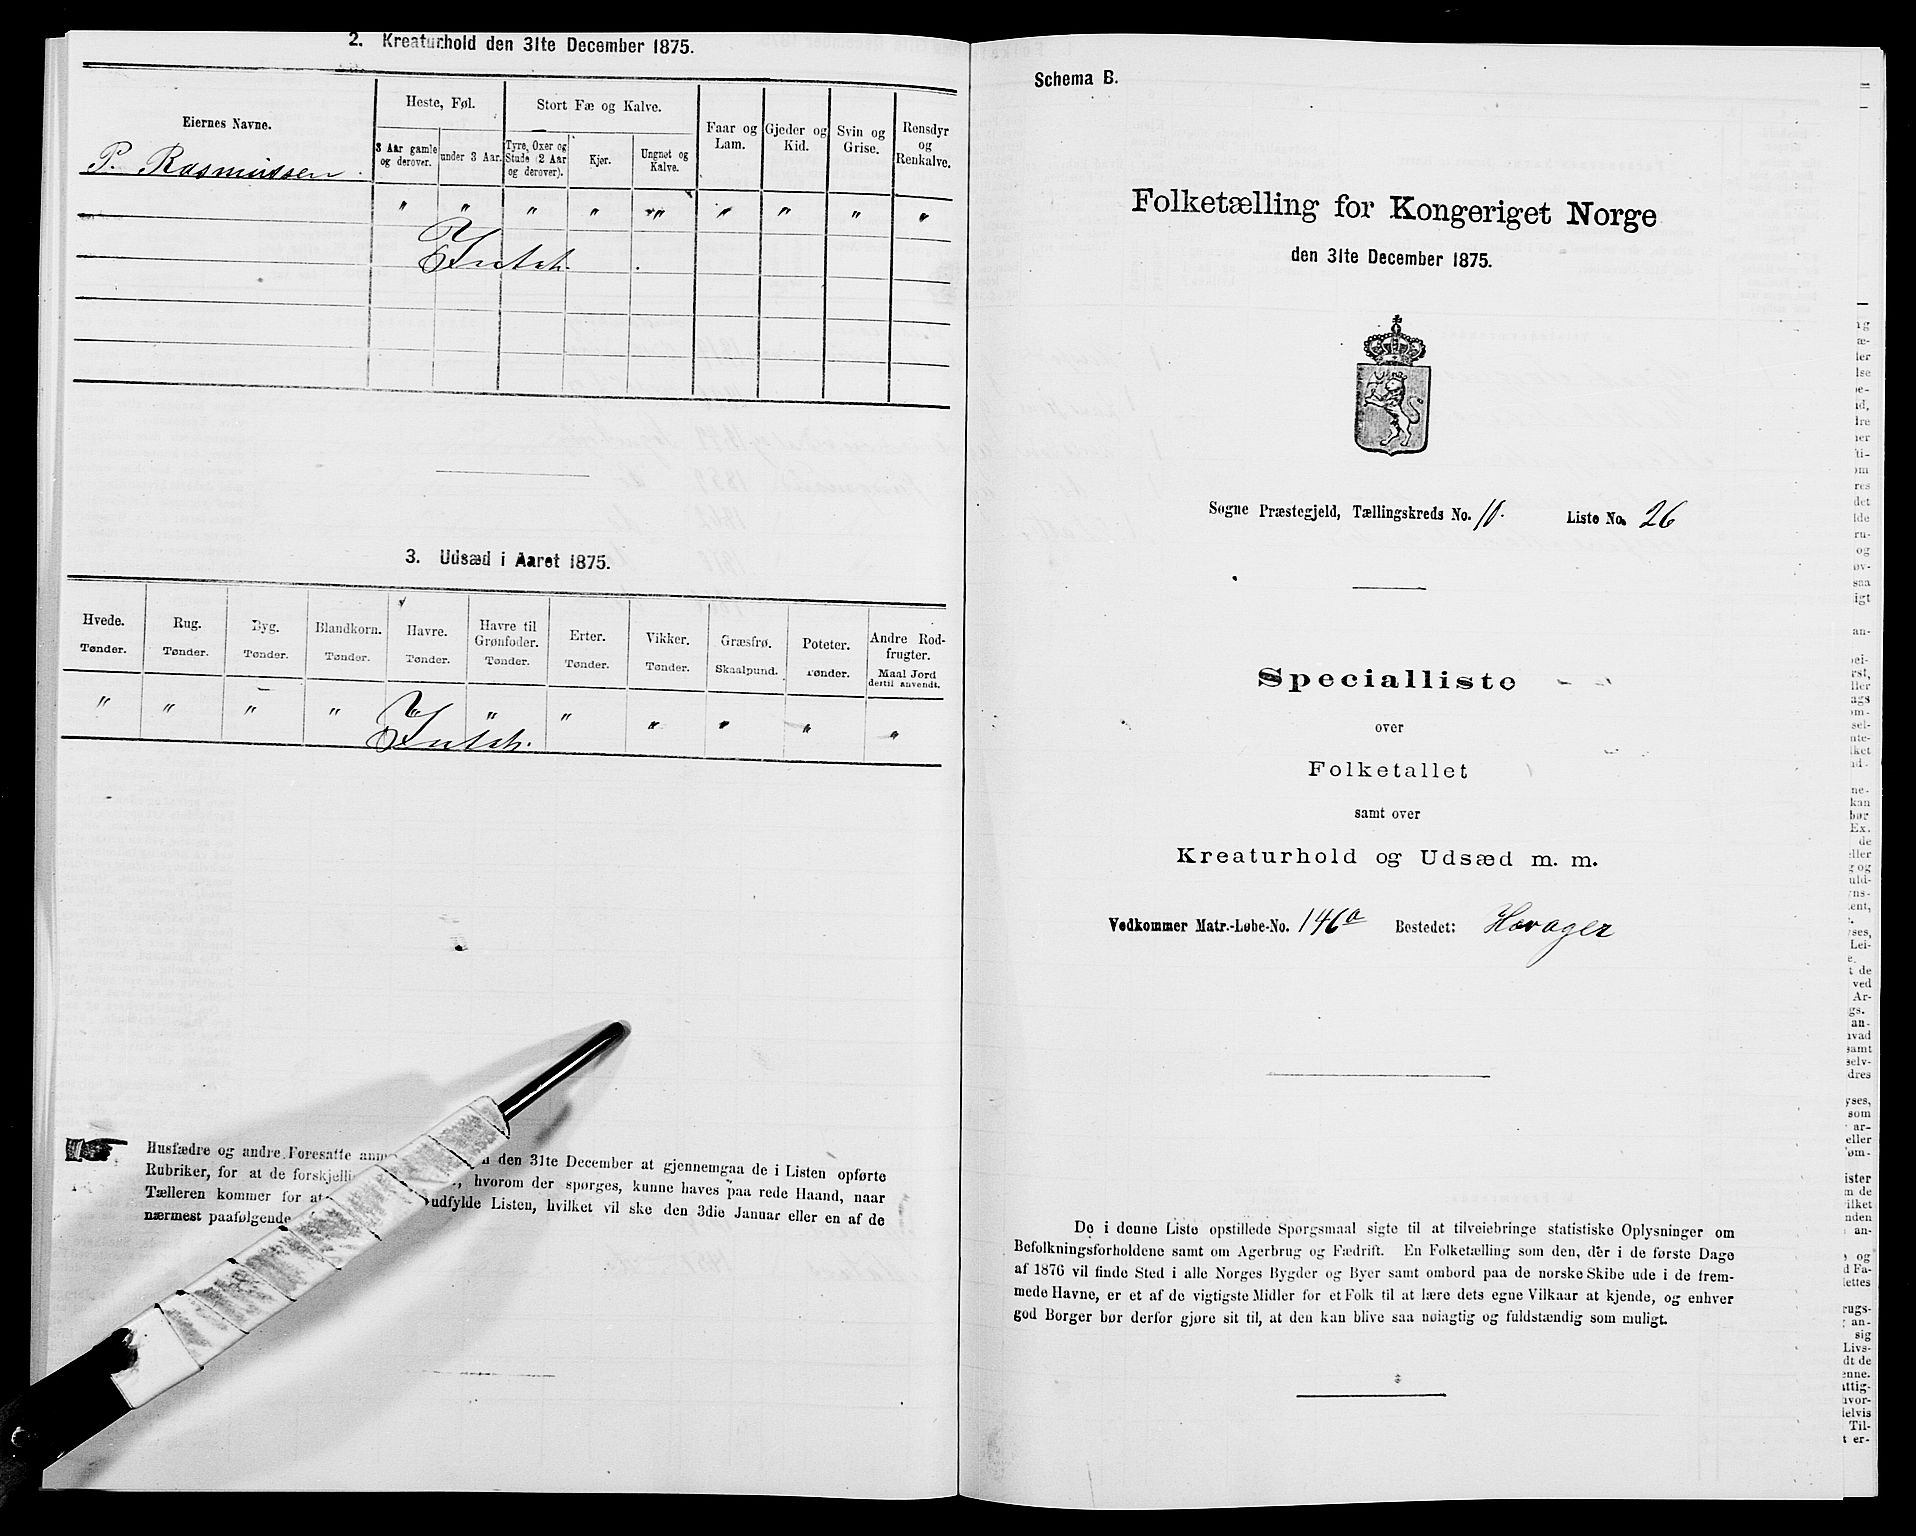 2. Kreaturhold den 31te December 1875.
Eiernes Navne.
Heste, Føl.
Stort Fæ og Kalve.
Faar og Lam.
Gjeder og Kid.
Svin og Grise.
Rensdyr og Renkalve.
3 Aar gamle og derover.
under 3 Aar.
Tyre, Oxer og Stude (2 Aar og derover).
Kjør.
Ungnøt og Kalve.
P. Rasmussen
" " " " " " " " "
Intet.
3. Udsæd i Aaret 1875.
Hvede. Rug. Byg. Blandkorn. Havre. Havre til Grønfoder. Erter. Vikker. Græsfrø. Poteter. Andre Rodfrugter.
Tønder. Tønder. Tønder. Tønder. Tønder. Tønder. Tønder. Tønder. Skaalpund. Tønder. Maal Jord dertil anvendt.
" " " " " " " " " " "
Intet.
Husfædre og andre Foresatte
den 31te December at gjennemgaa de i Listen opførte
Rubriker, for at de
hvorom der spørges, kunne haves paa rede Haand, naar
Tælleren kommer for at
udfylde Listen, hvilket vil ske den 3die Januar eller en af de
nærmest paafølgende
Schema B.
Folketælling for Kongeriget Norge
den 31te December 1875.
Sogne Præstegjeld, Tællingskreds No. 10. Liste No. 26
Specialliste
over
Folketallet
samt over
Kreaturhold og Udsæd m. m.
Vedkommer Matr.-Løbe-No. 146a Bostedet: Havager
De i denne Liste opstillede Spørgsmaal sigte til at tilveiebringe statistiske Oplysninger om
Befolkningsforholdene samt om Agerbrug og Fædrift. En Folketælling som den, der i de første Dage
af 1876 vil finde Sted i alle Norges Bygder og Byer samt ombord paa de norske Skibe ude i de frem-
mede Havne, er et af de vigtigste Midler for et Folk til at lære dets egne Vilkaar at kjende, og enhver
god Borger bør derfor gjøre sit til, at den kan blive saa nøiagtig og fuldstændig som muligt.